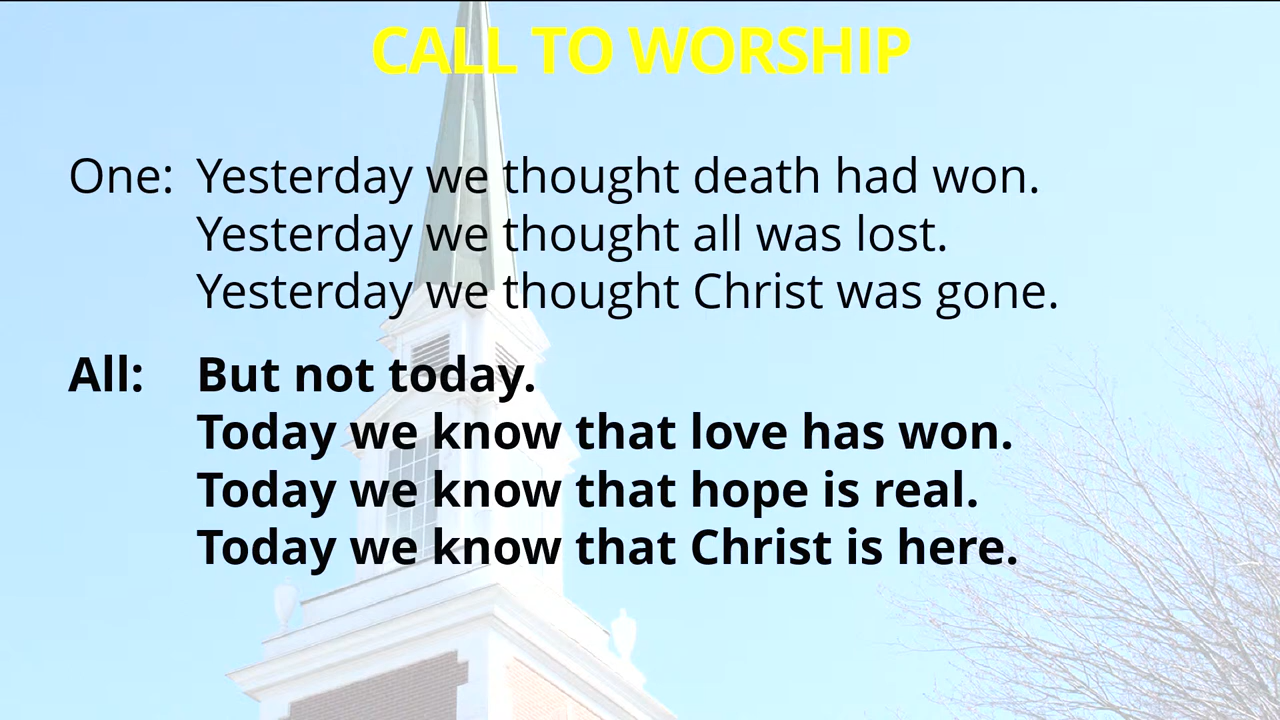 CALL TO WORSHIP
One: Yesterday we thought death had won.
Yesterday we thought all was lost.
Yesterday we thought Christ was gone.
All: But not today.
Today we know that love has won.
Today we know that hope is real.
Today we know that Christ is here.